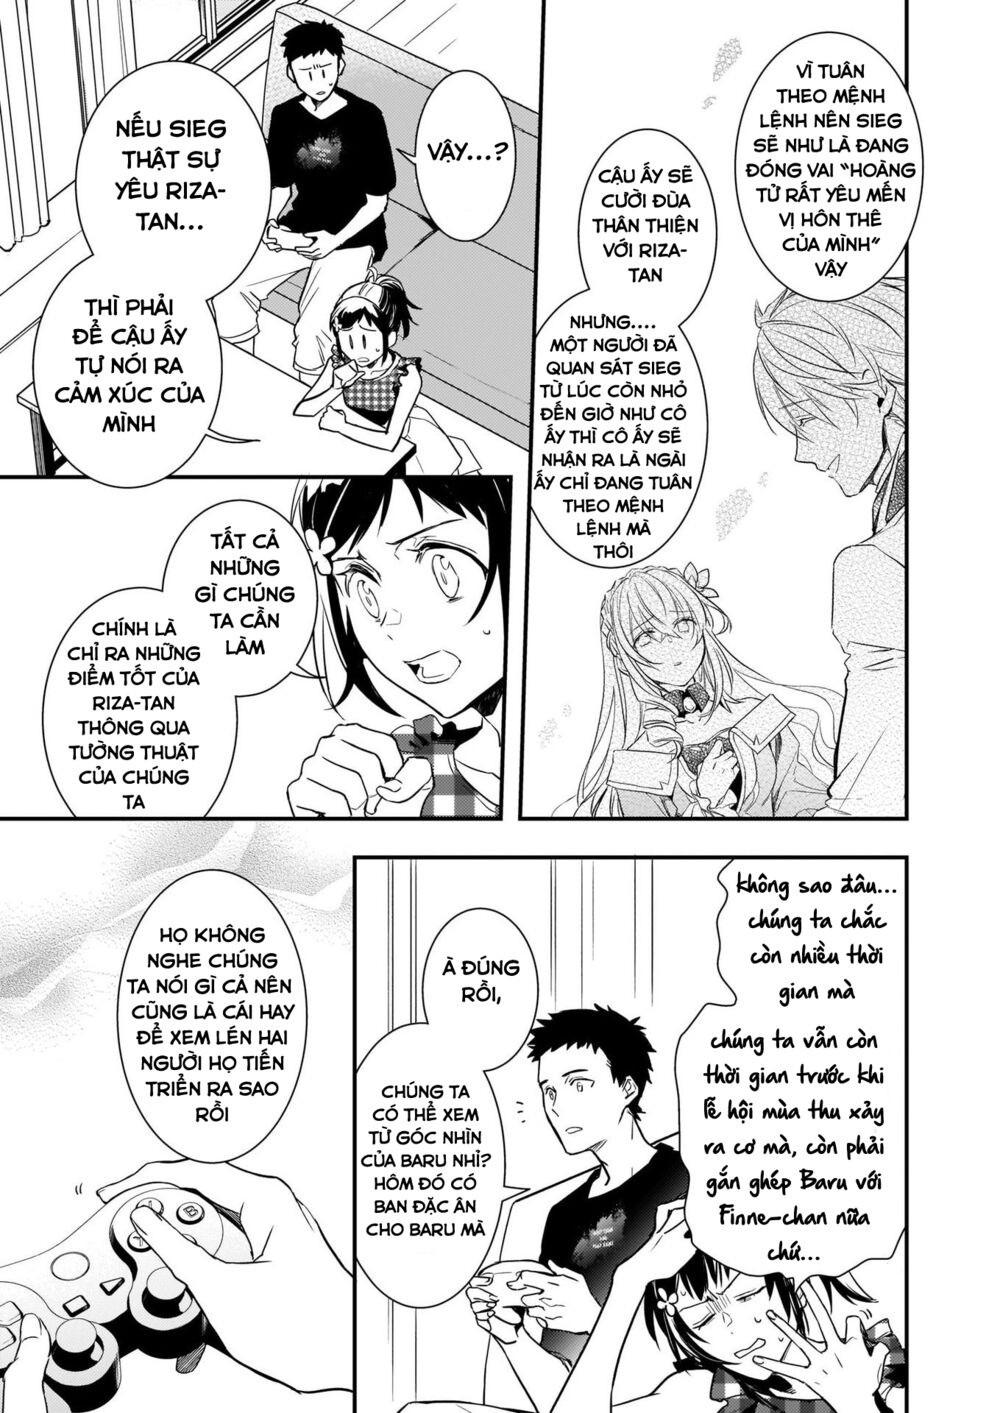 VÌ TUÂN
THEO MỆNH
LỆNH NÊN SIEG
SẼ NHƯ LÀ ĐANG
ĐÓNG VAI "HOÀNG
TỬ RẤT YÊU MẾN
VỊ HÔN THÊ
CỦA MÌNH"
VẬY
CẬU ẤY SẼ
CƯỜI ĐÙA
THÂN THIỆN
VỚI RIZA-
TAN
NHƯNG....
MỘT NGƯỜI ĐÃ
QUAN SÁT SIEG
TỪ LÚC CÒN NHỎ
ĐẾN GIỜ NHƯ CÔ
ẤY THÌ CÔ ẤY SẼ
NHẬN RA LÀ NGÀI
ẤY CHỈ ĐANG TUÂN
THEO MỆNH
LỆNH MÀ
THÔI
VẬY...?
NẾU SIEG
THẬT SỰ
YÊU RIZA-
TAN...
THÌ PHẢI
ĐỂ CẬU ẤY
TỰ NÓI RA
CẢM XÚC CỦA
MÌNH
TẤT CẢ
NHỮNG
GÌ CHÚNG
TA CẦN
LÀM
CHÍNH LÀ
CHỈ RA NHỮNG
ĐIỂM TỐT CỦA
RIZA-TAN
THÔNG QUA
TƯỜNG THUẬT
CỦA CHÚNG
TA
không sao đâu...
chúng ta chắc
còn nhiều thời
gian mà
chúng ta vẫn còn
thời gian trước khi
lễ hội mùa thu xảy
ra cơ mà, còn phải
gắn ghép Baru với
Finne-chan nữa
chứ...
À ĐÚNG
RỒI,
CHÚNG TA
CÓ THỂ XEM
TỪ GÓC NHÌN
CỦA BARU NHỈ?
HÔM ĐÓ CÓ
BAN ĐẶC ÂN
CHO BARU MÀ
HỌ KHÔNG
NGHE CHÚNG
TA NÓI GÌ CẢ NÊN
CŨNG LÀ CÁI HAY
ĐỂ XEM LÉN HAI
NGƯỜI HỌ TIẾN
TRIỂN RA SAO
RỒI
B